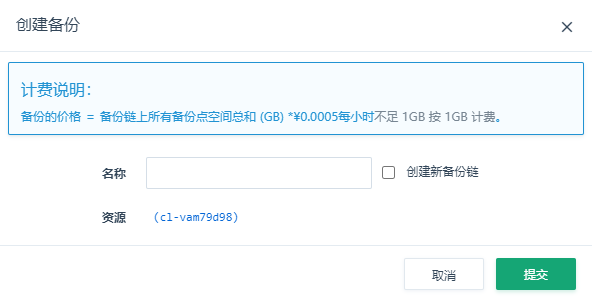 创建备份
计费说明：
备份的价格 = 备份链上所有备份点空间总和 (GB) *¥0.0005每小时不足 1GB 按 1GB 计费。
名称 创建新备份链
资源 (cl-vam79d98)
取消 提交